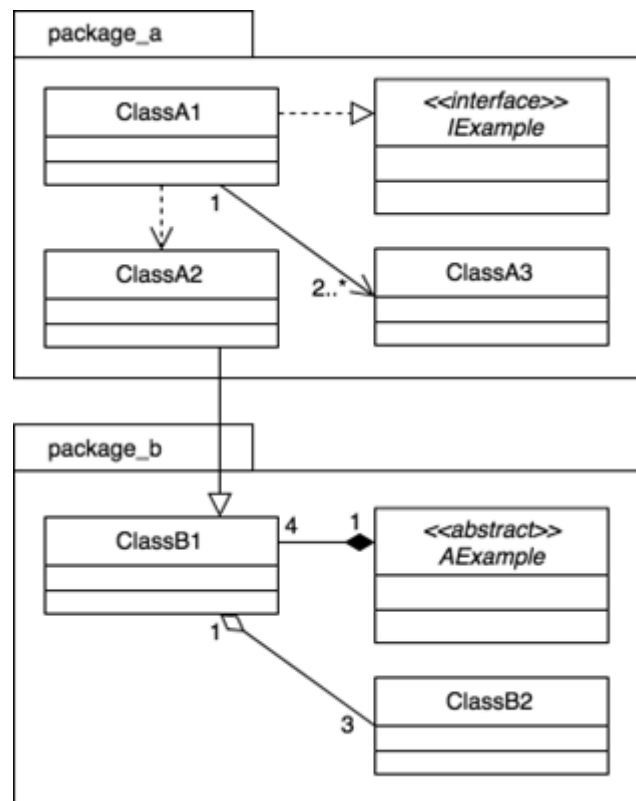 package_a
ClassA1
<<interface>>
IExample
1
ClassA2
ClassA3
2..*
package_b
ClassB1
4
1
<<abstract>>
AExample
1
ClassB2
3